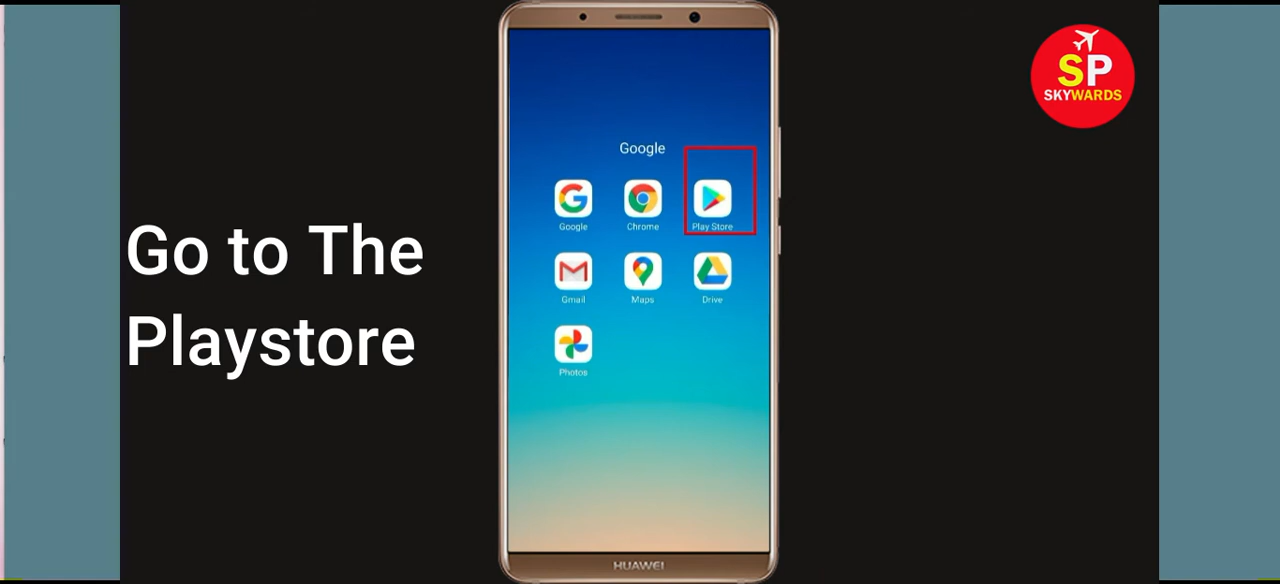 SP
SKYWARDS
Google
Google
Chrome
Play Store
Go to The
Playstore
Gmail
Maps
Drive
Photos
HUAWEI